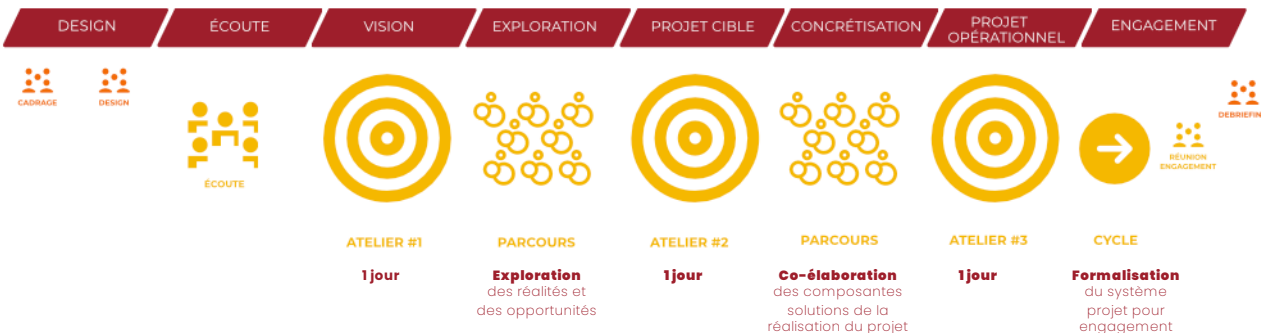 DESIGN
ÉCOUTE
VISION
EXPLORATION
PROJET CIBLE
CONCRÉTISATION
PROJET
OPÉRATIONNEL
ENGAGEMENT
CADRAGE
DESIGN
ÉCOUTE
RÉUNION
ENGAGEMENT
DEBRIEFIN
ATELIER #1
1 jour
PARCOURS
Exploration
des réalités et
des opportunités
ATELIER #2
1 jour
PARCOURS
Co-élaboration
des composantes
solutions de la
réalisation du projet
ATELIER #3
1 jour
CYCLE
Formalisation
du système
projet pour
engagement